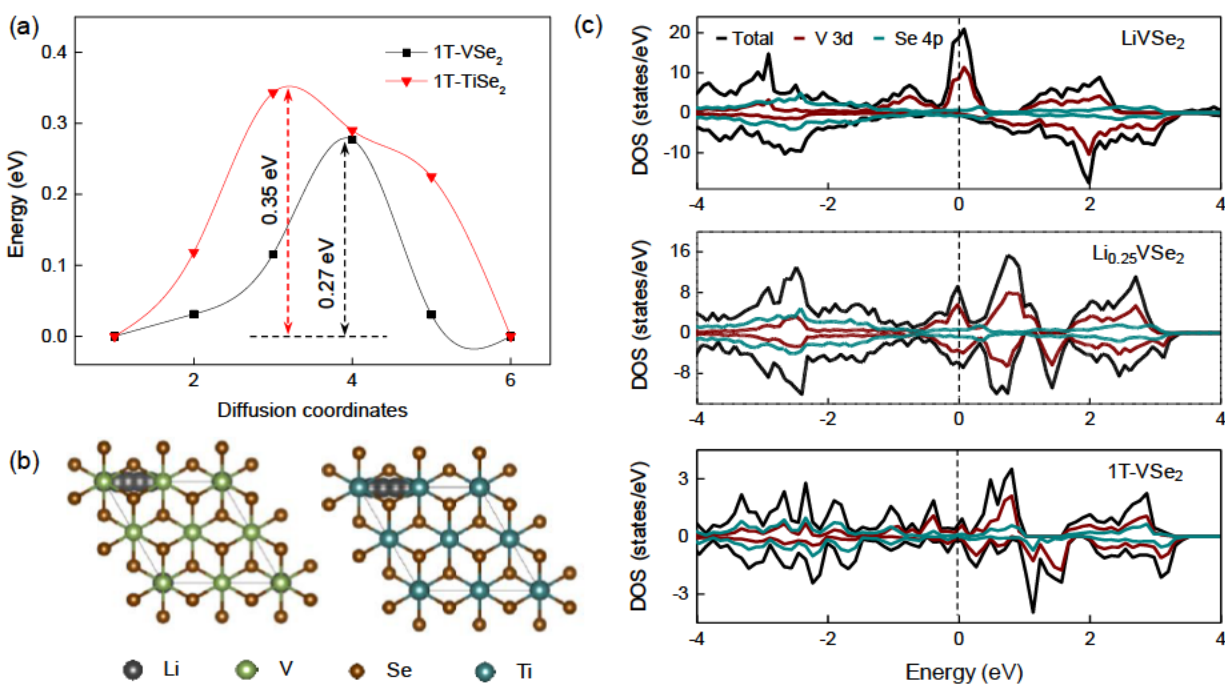 (a)
0.4
0.3
0.2
0.1
0.0
Energy (eV)
1T-VSe₂
1T-TiSe₂
0.35 eV
0.27 eV
2 4 6
Diffusion coordinates
(b)
Li V Se Ti
(c)
20
10
0
-10
DOS (states/eV)
Total V 3d Se 4p
LiVSe₂
-4 -2 0 2 4
16
8
0
-8
DOS (states/eV)
Li₀.₂₅VSe₂
-4 -2 0 2 4
3
0
-3
DOS (states/eV)
1T-VSe₂
-4 -2 0 2 4
Energy (eV)